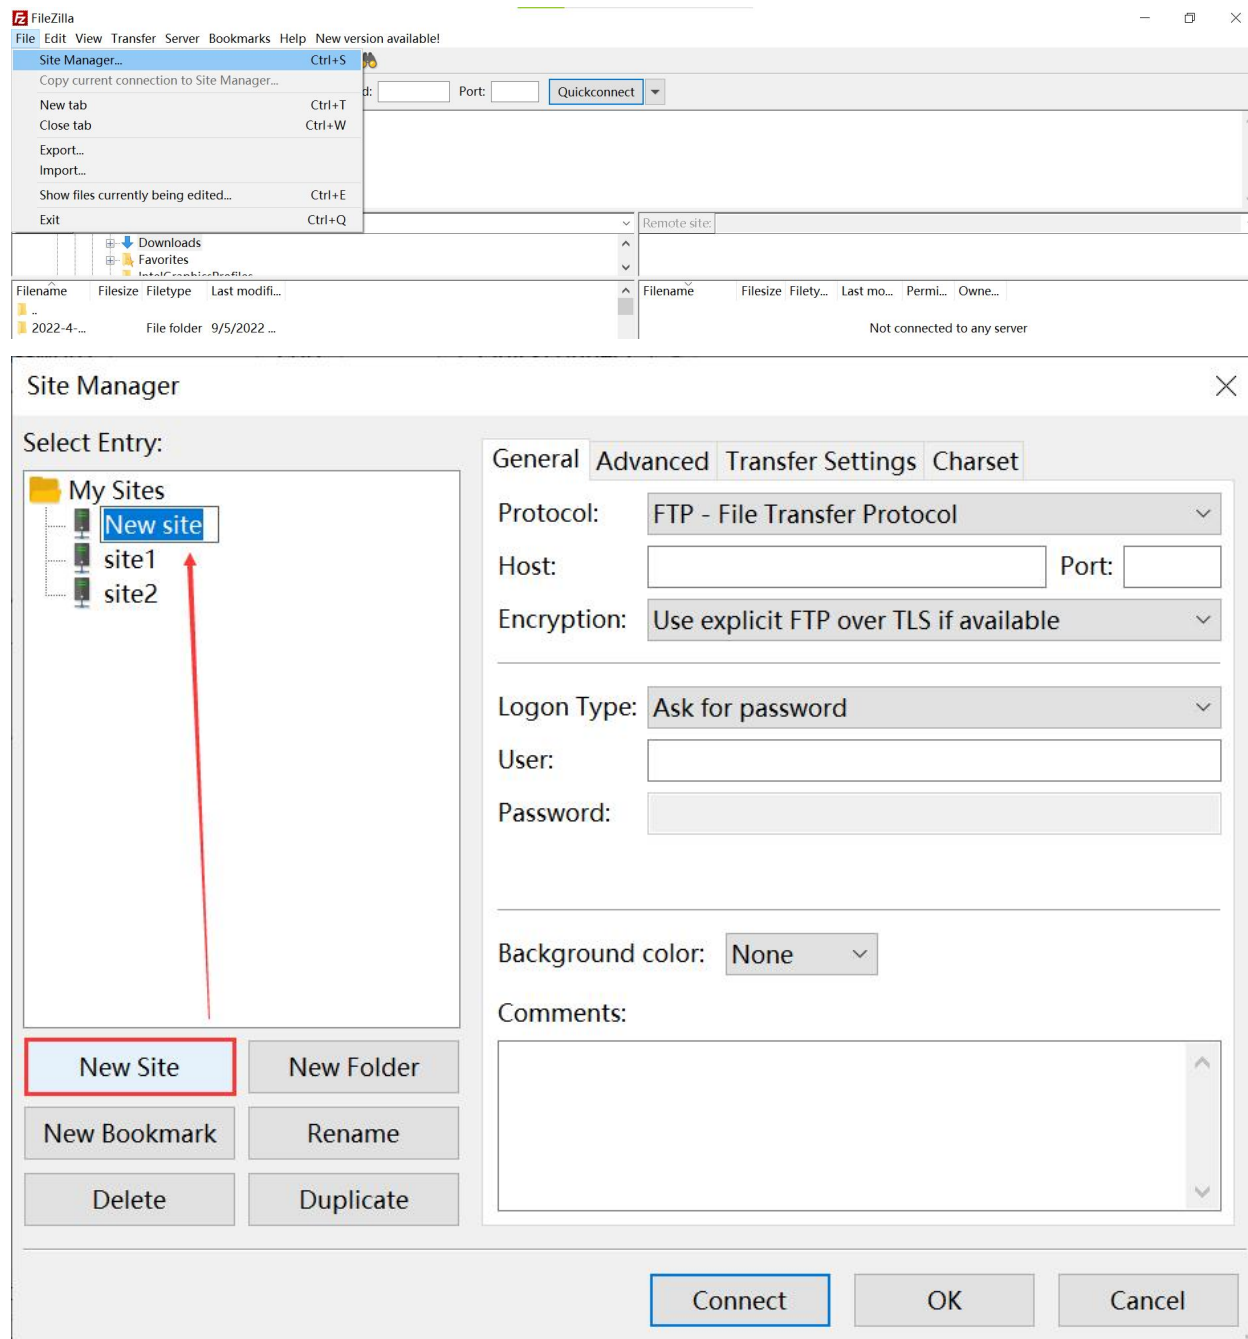 FileZilla
File Edit View Transfer Server Bookmarks Help New version available!
Site Manager... Ctrl+S
Copy current connection to Site Manager...
d: Port: Quickconnect
New tab Ctrl+T
Close tab Ctrl+W
Export...
Import...
Show files currently being edited... Ctrl+E
Exit Ctrl+Q
Remote site:
Downloads
Favorites
IntelGraphicsProfiles
Filename Filesize Filetype Last modifi... Filename Filesize Filety... Last mo... Permi... Owne...
..
2022-4-... File folder 9/5/2022 ... Not connected to any server
Site Manager
Select Entry:
General Advanced Transfer Settings Charset
My Sites
New site
site1
site2
Protocol: FTP - File Transfer Protocol
Host: Port:
Encryption: Use explicit FTP over TLS if available
Logon Type: Ask for password
User:
Password:
Background color: None
Comments:
New Site New Folder
New Bookmark Rename
Delete Duplicate
Connect OK Cancel